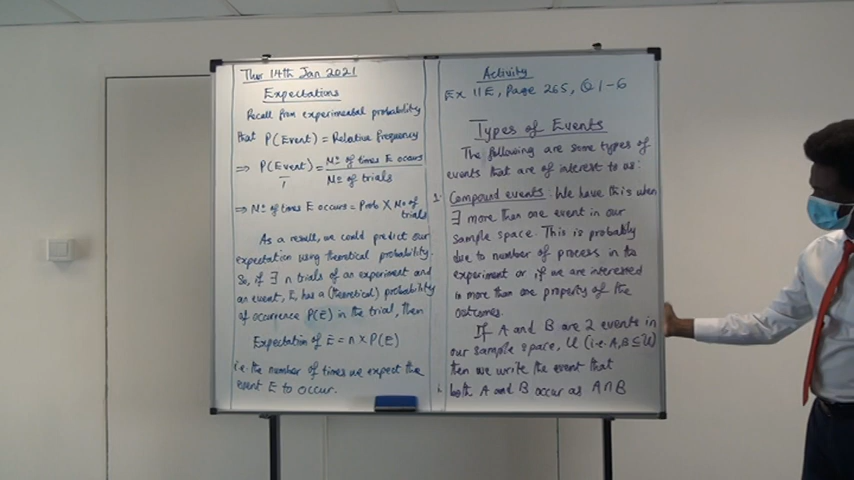 Thur 14th Jan 2021
Expectations
Recall from experimental probability
that P(Event) = Relative frequency
⇒ P(Event) = Nº of times E occurs
Nº of trials
⇒ Nº of times E occurs = Prob × Nº of
trials
As a result, we could predict our
expectation using theoretical probability.
So, if ∃ n trials of an experiment and
an event, E, has a (theoretical) probability
of occurrence P(E) in the trial, then
Expectation of E = n × P(E)
i.e. the number of times we expect the
event E to occur.
Activity
Ex 11E, Page 265, Q1-6
Types of Events
The following are some types of
events that are of interest to us:
1. Compound events: We have this when
∃ more than one event in our
sample space. This is probably
due to number of process in the
experiment or if we are interested
in more than one property of the
outcomes.
If A and B are 2 events in
our sample space, U (i.e. A,B ⊆ U)
then we write the event that
both A and B occur as A∩B